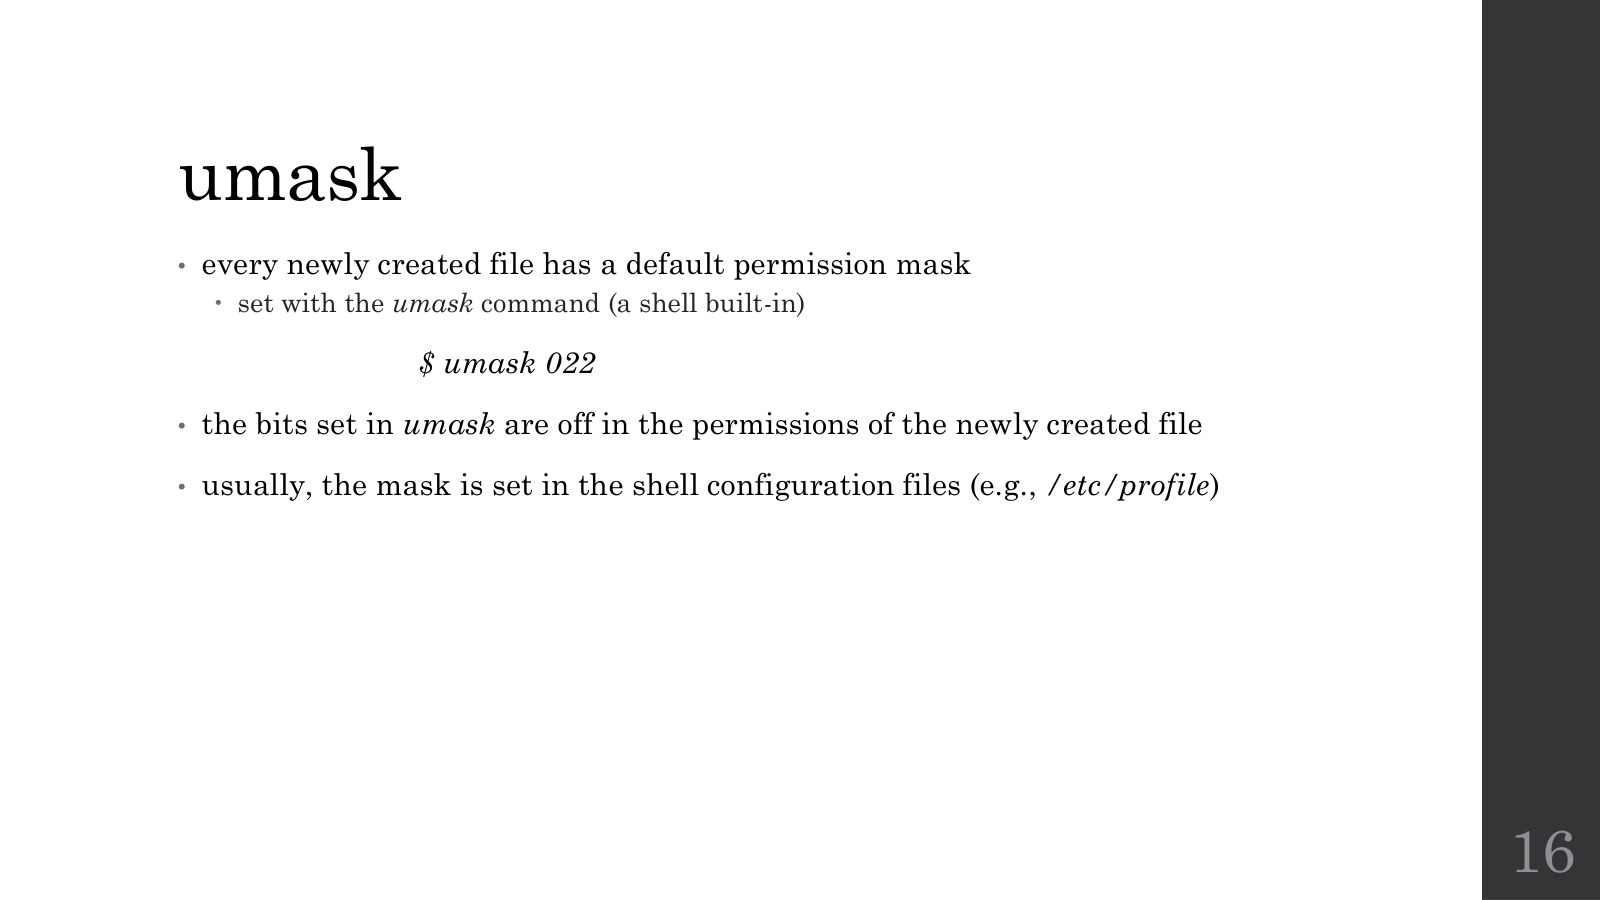 umask
• every newly created file has a default permission mask
• set with the umask command (a shell built-in)
$ umask 022
• the bits set in umask are off in the permissions of the newly created file
• usually, the mask is set in the shell configuration files (e.g., /etc/profile)
16